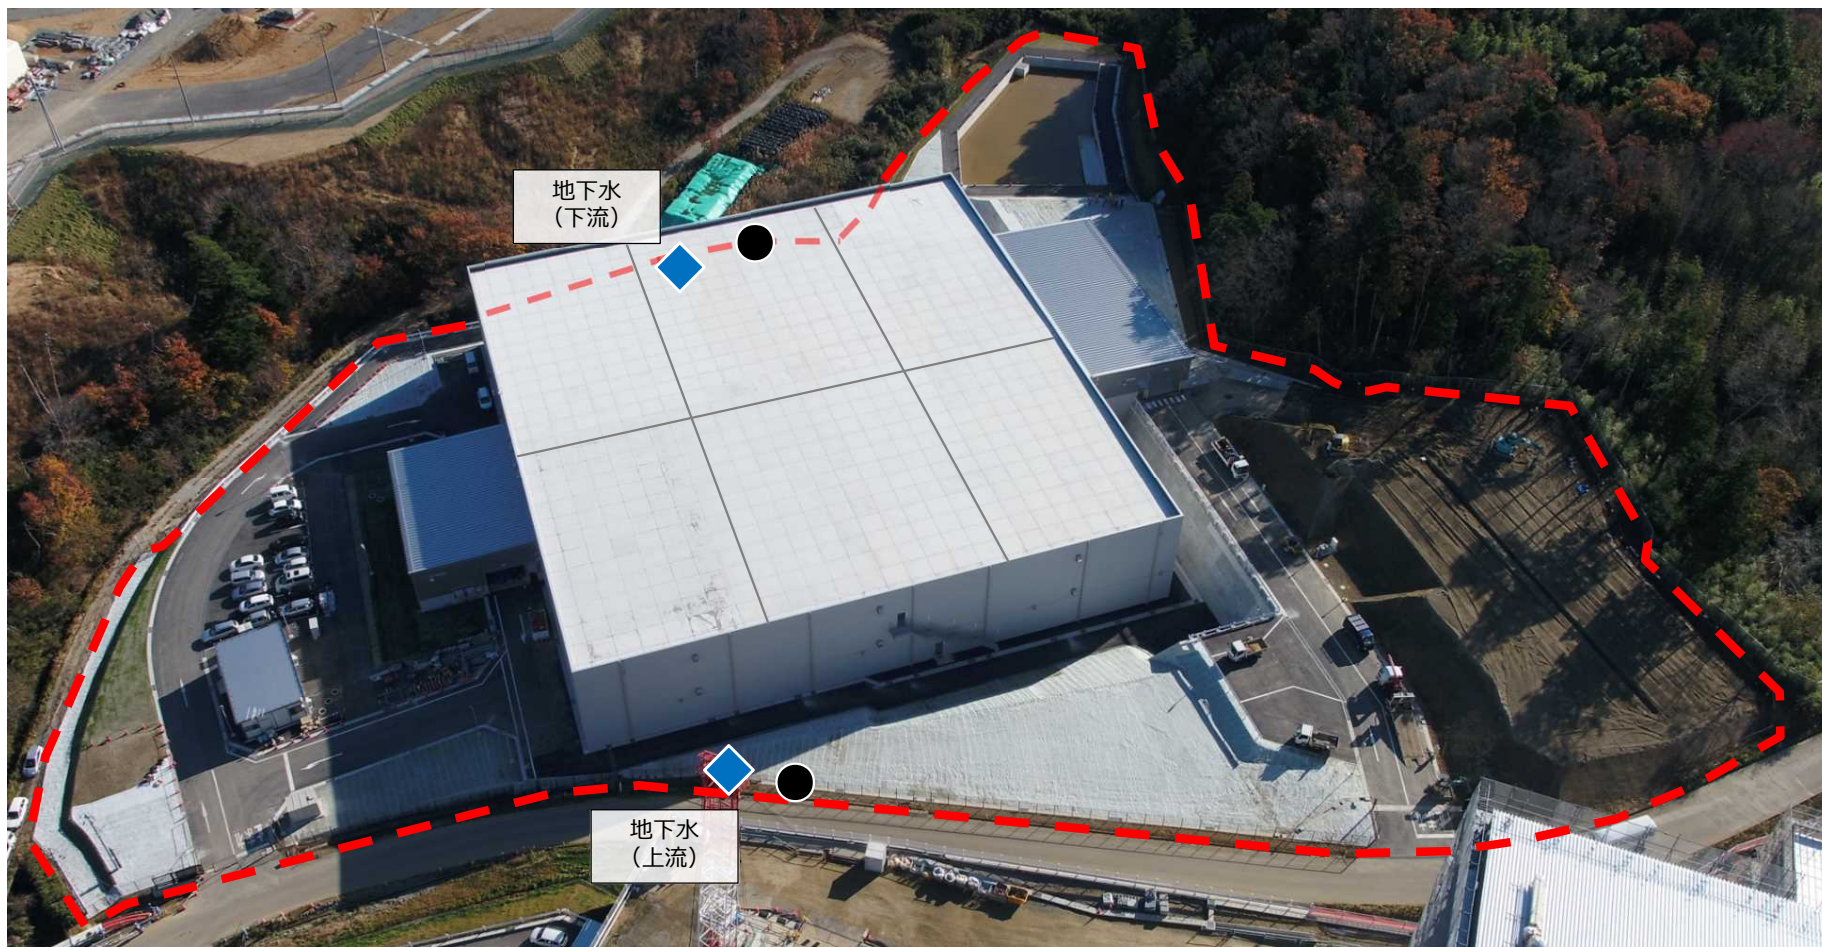 地下水
（下流）
地下水
（上流）